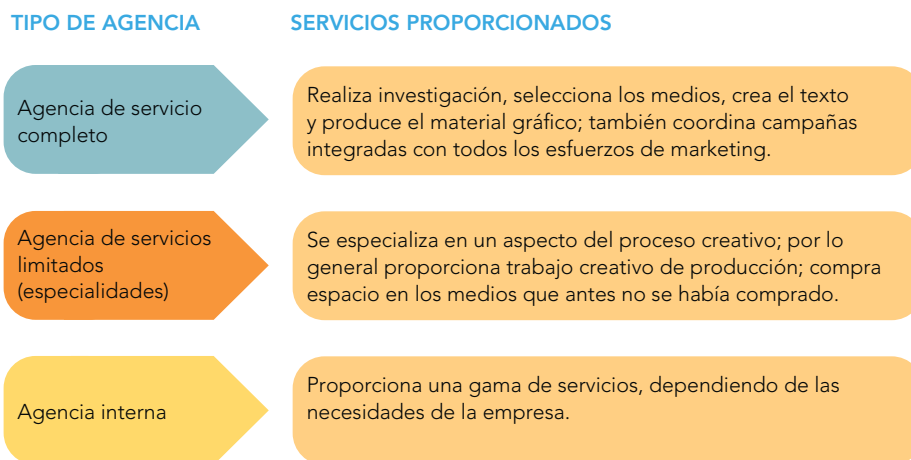 TIPO DE AGENCIA
SERVICIOS PROPORCIONADOS
Agencia de servicio
completo
Realiza investigación, selecciona los medios, crea el texto
y produce el material gráfico; también coordina campañas
integradas con todos los esfuerzos de marketing.
Agencia de servicios
limitados
(especialidades)
Se especializa en un aspecto del proceso creativo; por lo
general proporciona trabajo creativo de producción; compra
espacio en los medios que antes no se había comprado.
Agencia interna
Proporciona una gama de servicios, dependiendo de las
necesidades de la empresa.